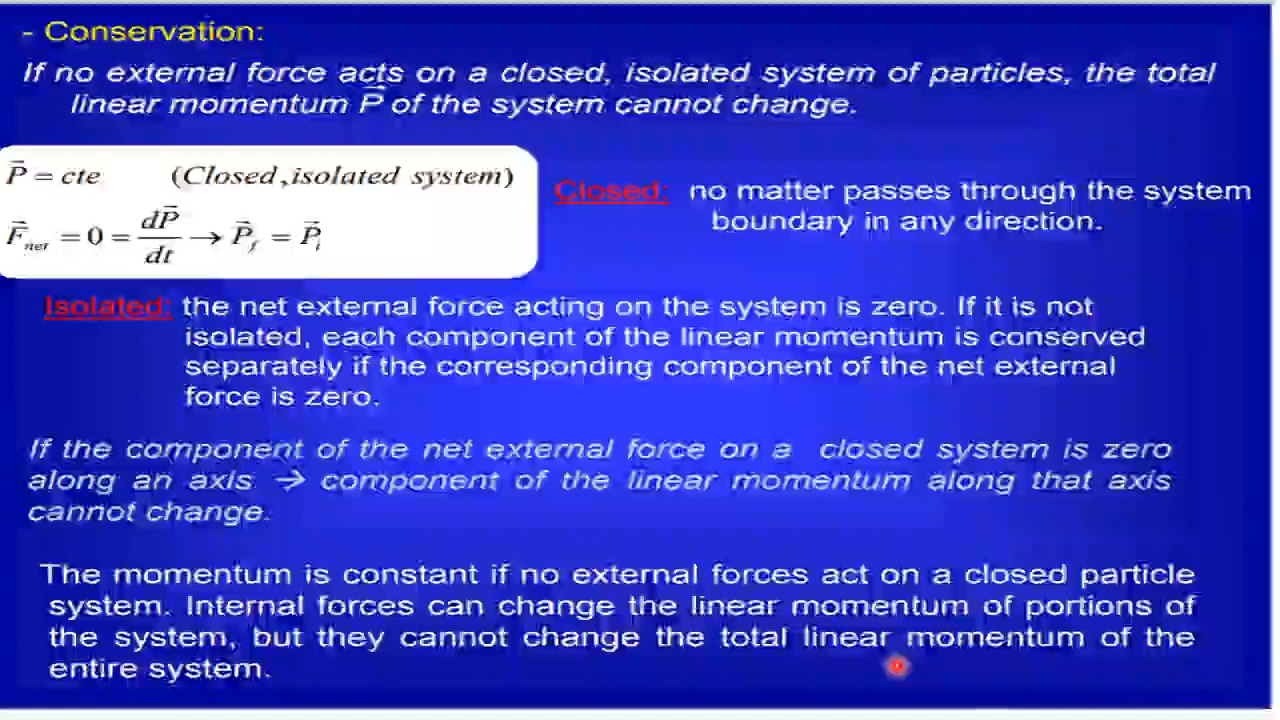 - Conservation:
If no external force acts on a closed, isolated system of particles, the total
linear momentum P⃗ of the system cannot change.
P⃗ = cte (Closed, isolated system)
F⃗net = 0 = dP⃗/dt → P⃗f = P⃗i
Closed: no matter passes through the system
boundary in any direction.
Isolated: the net external force acting on the system is zero. If it is not
isolated, each component of the linear momentum is conserved
separately if the corresponding component of the net external
force is zero.
If the component of the net external force on a closed system is zero
along an axis → component of the linear momentum along that axis
cannot change.
The momentum is constant if no external forces act on a closed particle
system. Internal forces can change the linear momentum of portions of
the system, but they cannot change the total linear momentum of the
entire system.